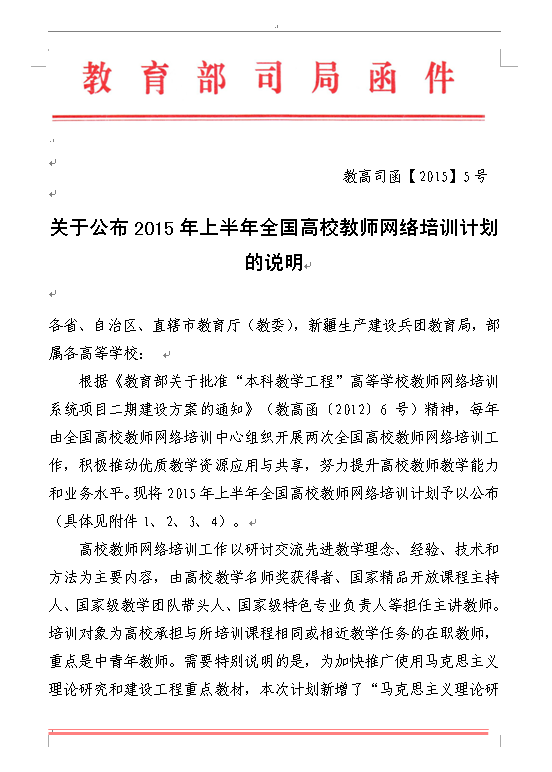 教育部司局函件
教高司函【2015】5号
关于公布2015年上半年全国高校教师网络培训计划
的说明
各省、自治区、直辖市教育厅（教委），新疆生产建设兵团教育局，部
属各高等学校：
根据《教育部关于批准“本科教学工程”高等学校教师网络培训
系统项目二期建设方案的通知》（教高函〔2012〕6 号）精神，每年
由全国高校教师网络培训中心组织开展两次全国高校教师网络培训工
作，积极推动优质教学资源应用与共享，努力提升高校教师教学能力
和业务水平。现将2015年上半年全国高校教师网络培训计划予以公布
（具体见附件1、2、3、4）。
高校教师网络培训工作以研讨交流先进教学理念、经验、技术和
方法为主要内容，由高校教学名师奖获得者、国家精品开放课程主持
人、国家级教学团队带头人、国家级特色专业负责人等担任主讲教师。
培训对象为高校承担与所培训课程相同或相近教学任务的在职教师，
重点是中青年教师。需要特别说明的是，为加快推广使用马克思主义
理论研究和建设工程重点教材，本次计划新增了“马克思主义理论研